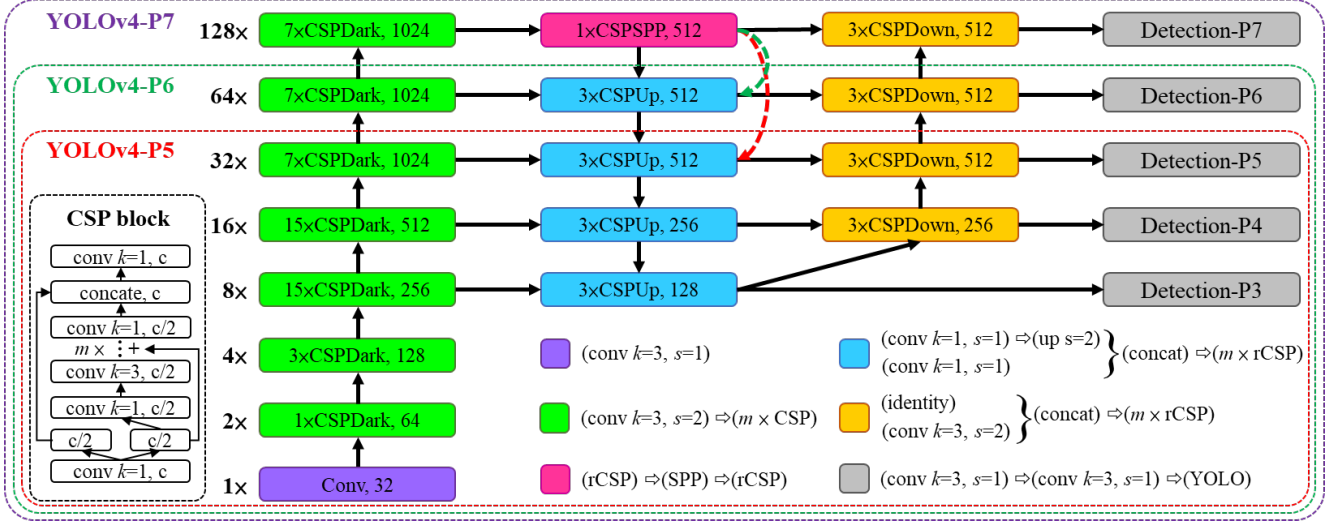 YOLOv4-P7
128× 7×CSPDark, 1024 1×CSPSPP, 512 3×CSPDown, 512 Detection-P7
YOLOv4-P6
64× 7×CSPDark, 1024 3×CSPUp, 512 3×CSPDown, 512 Detection-P6
YOLOv4-P5
32× 7×CSPDark, 1024 3×CSPUp, 512 3×CSPDown, 512 Detection-P5
16× 15×CSPDark, 512 3×CSPUp, 256 3×CSPDown, 256 Detection-P4
8× 15×CSPDark, 256 3×CSPUp, 128 Detection-P3
4× 3×CSPDark, 128
2× 1×CSPDark, 64
1× Conv, 32
CSP block
conv k=1, c
concate, c
conv k=1, c/2
m × ⋮ +
conv k=3, c/2
conv k=1, c/2
c/2 c/2
conv k=1, c
(conv k=3, s=1)
(conv k=3, s=2) ⇨(m × CSP)
(rCSP) ⇨(SPP) ⇨(rCSP)
(conv k=1, s=1) ⇨(up s=2)
(conv k=1, s=1)
}(concat) ⇨(m × rCSP)
(identity)
(conv k=3, s=2)
}(concat) ⇨(m × rCSP)
(conv k=3, s=1) ⇨(conv k=3, s=1) ⇨(YOLO)